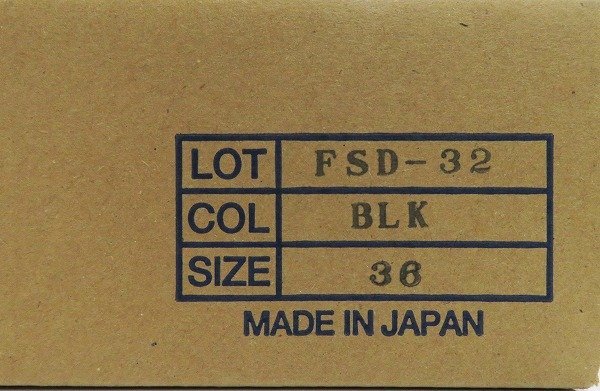 LOT FSD-32
COL BLK
SIZE 36
MADE IN JAPAN